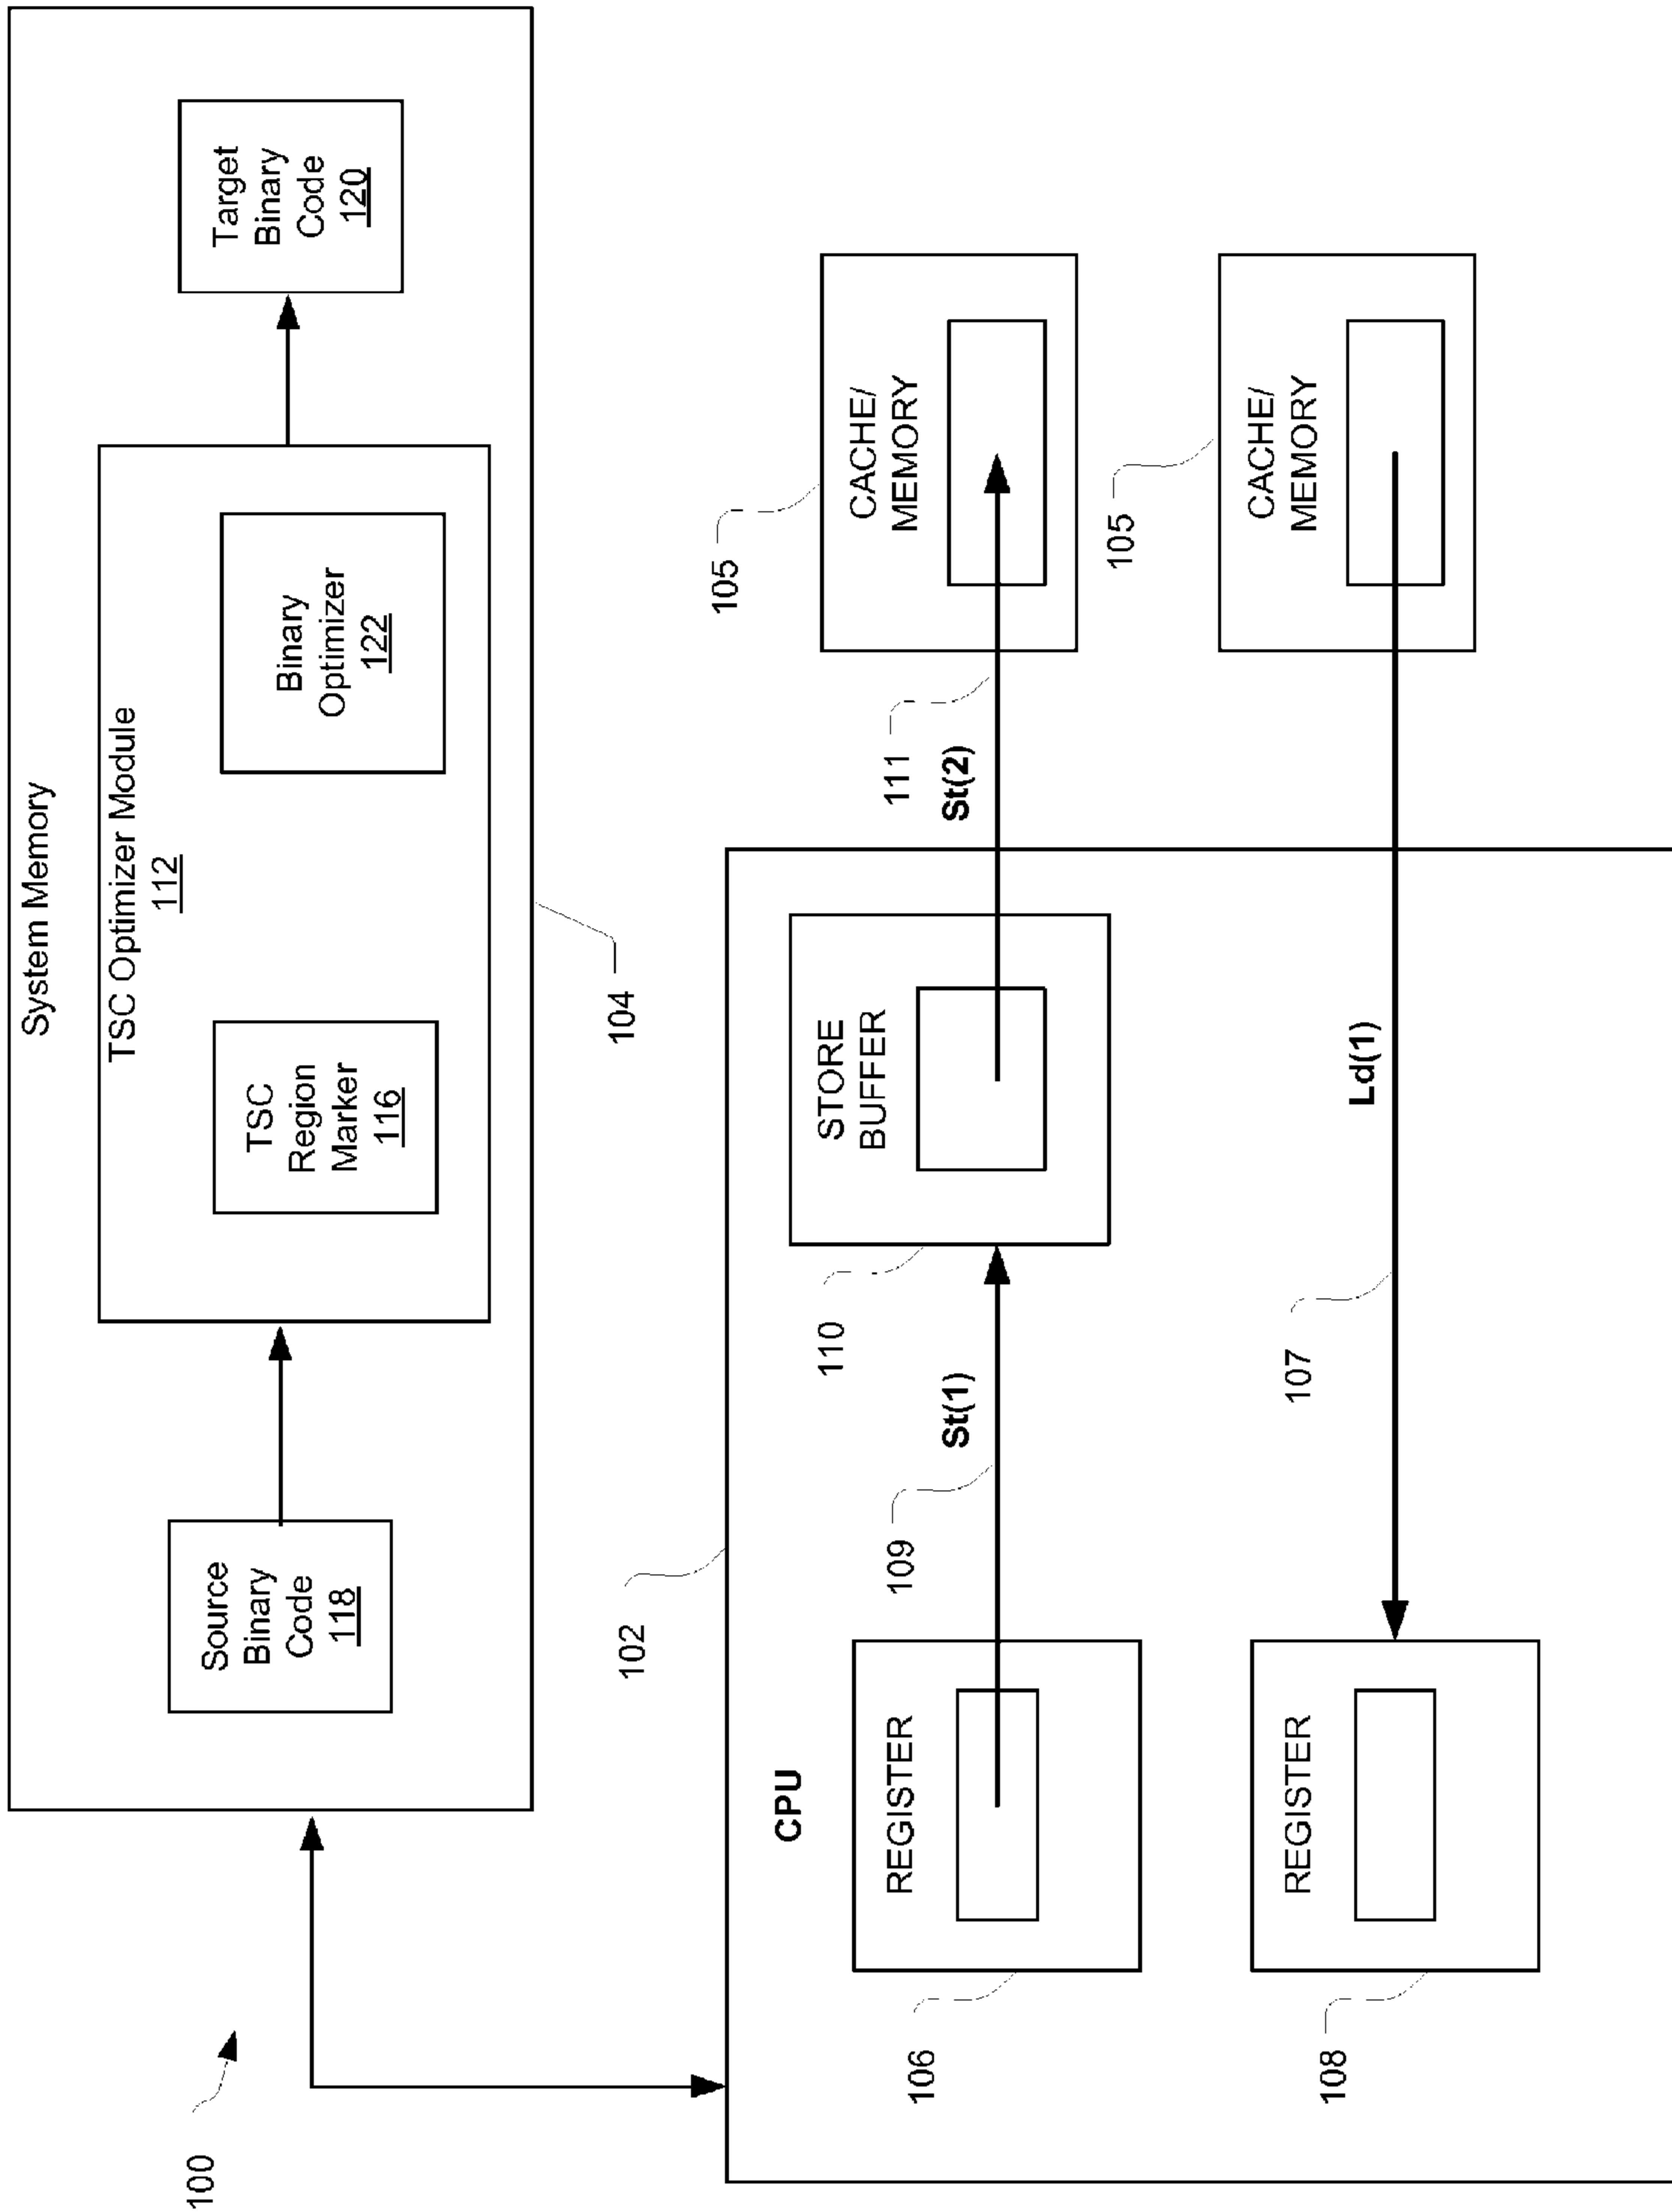 System Memory
TSC Optimizer Module
112
Source
Binary
Code
118
TSC
Region
Marker
116
Binary
Optimizer
122
Target
Binary
Code
120
100
104
102
CPU
REGISTER
106
109
St(1)
110
STORE
BUFFER
111
St(2)
105
CACHE/
MEMORY
REGISTER
108
107
Ld(1)
105
CACHE/
MEMORY